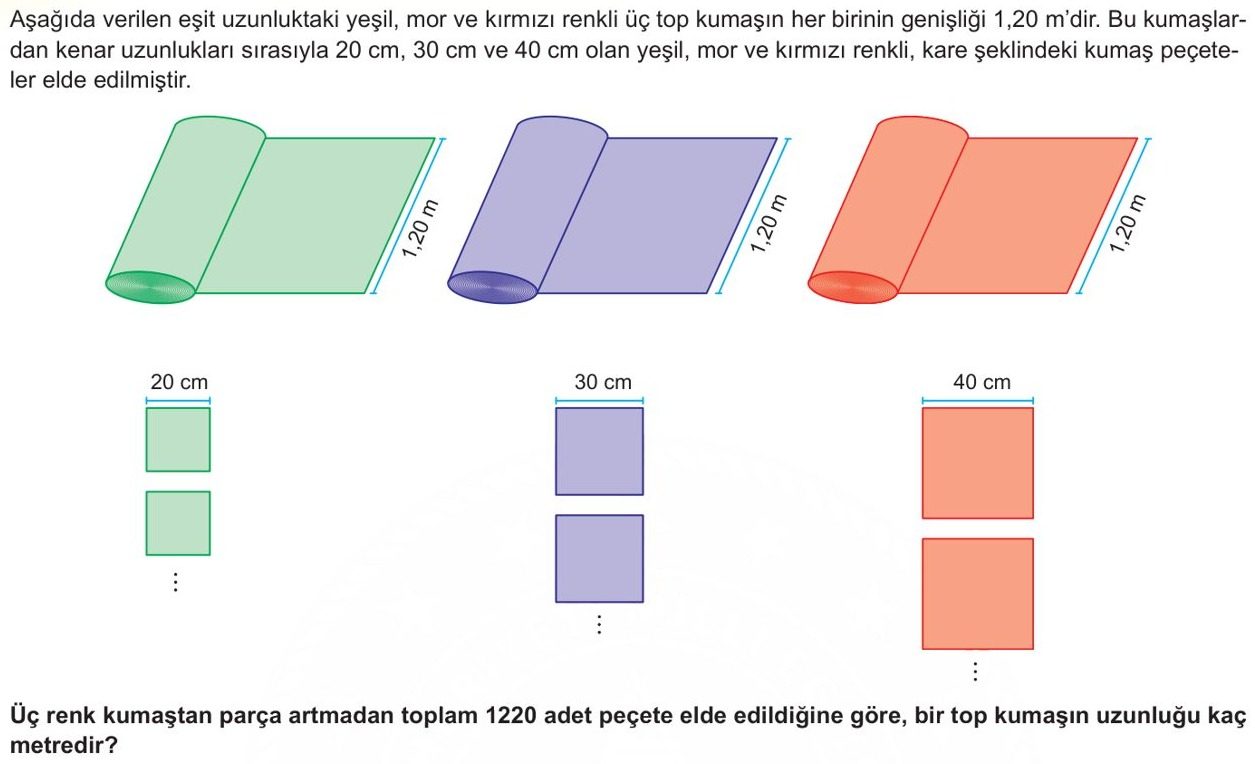 Aşağıda verilen eşit uzunluktaki yeşil, mor ve kırmızı renkli üç top kumaşın her birinin genişliği 1,20 m’dir. Bu kumaşlar-
dan kenar uzunlukları sırasıyla 20 cm, 30 cm ve 40 cm olan yeşil, mor ve kırmızı renkli, kare şeklindeki kumaş peçete-
ler elde edilmiştir.
1,20 m
1,20 m
1,20 m
20 cm
30 cm
40 cm
Üç renk kumaştan parça artmadan toplam 1220 adet peçete elde edildiğine göre, bir top kumaşın uzunluğu kaç
metredir?